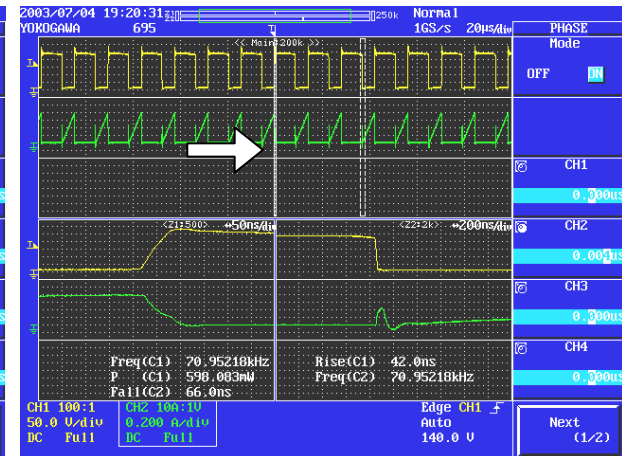 2003/07/04 19:20:31
250k
Normal
YOKOGAWA 695
1GS/s 20μs/div
PHASE
<< Main:200k >>
Mode
OFF ON
CH1
0.000us
<Z1:500> 50ns/div
<Z2:2k> 200ns/div
CH2
0.004us
CH3
0.000us
CH4
0.000us
Freq(C1) 70.95218kHz
Rise(C1) 42.0ns
P (C1) 598.083mW
Freq(C2) 70.95218kHz
Fall(C2) 66.0ns
CH1 100:1
50.0 V/div
DC Full
CH2 10A:1V
0.200 A/div
DC Full
Edge CH1
Auto
140.0 V
Next
(1/2)